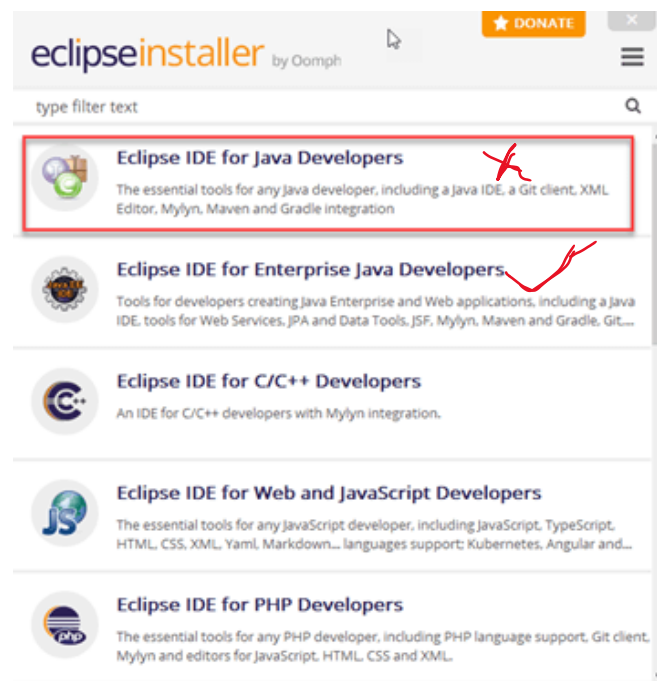 DONATE
eclipseinstaller by Oomph
type filter text
Eclipse IDE for Java Developers
The essential tools for any Java developer, including a Java IDE, a Git client, XML
Editor, Mylyn, Maven and Gradle integration
Eclipse IDE for Enterprise Java Developers
Tools for developers creating Java Enterprise and Web applications, including a Java
IDE, tools for Web Services, JPA and Data Tools, JSF, Mylyn, Maven and Gradle, Git,...
Eclipse IDE for C/C++ Developers
An IDE for C/C++ developers with Mylyn integration.
Eclipse IDE for Web and JavaScript Developers
The essential tools for any JavaScript developer, including JavaScript, TypeScript,
HTML, CSS, XML, Yaml, Markdown... languages support; Kubernetes, Angular and...
Eclipse IDE for PHP Developers
The essential tools for any PHP developer, including PHP language support, Git client,
Mylyn and editors for JavaScript, HTML, CSS and XML.